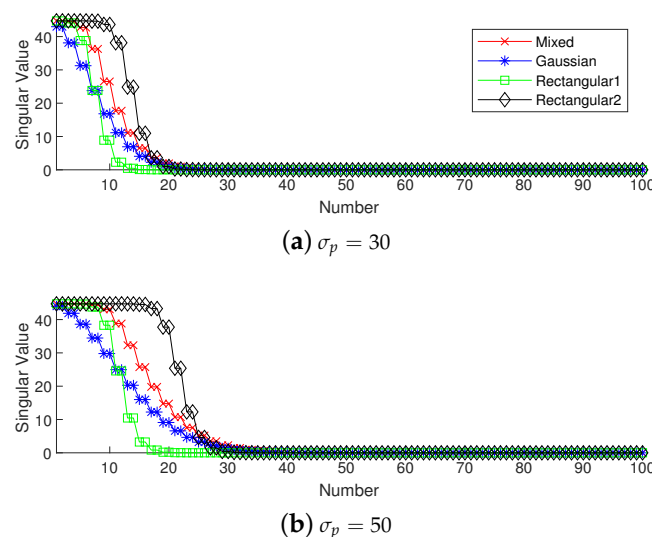 Singular Value
40
30
20
10
0
10 20 30 40 50 60 70 80 90 100
Number
Mixed
Gaussian
Rectangular1
Rectangular2
(a) σp = 30
Singular Value
40
30
20
10
0
10 20 30 40 50 60 70 80 90 100
Number
(b) σp = 50